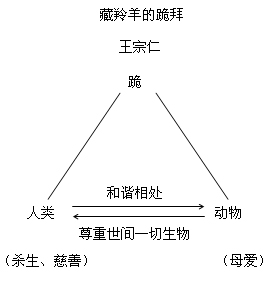 藏羚羊的跪拜
王宗仁
跪
和谐相处
人类 动物
尊重世间一切生物
（杀生、慈善） （母爱）